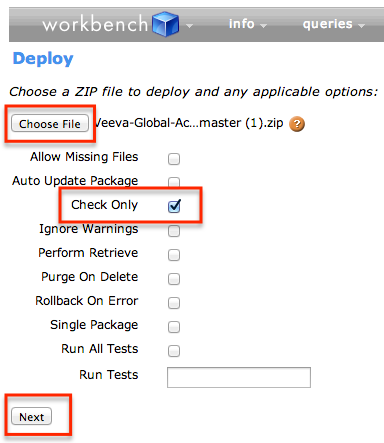 workbench info queries
Deploy
Choose a ZIP file to deploy and any applicable options:
Choose File Veeva-Global-Ac...master (1).zip ?
Allow Missing Files
Auto Update Package
Check Only
Ignore Warnings
Perform Retrieve
Purge On Delete
Rollback On Error
Single Package
Run All Tests
Run Tests
Next